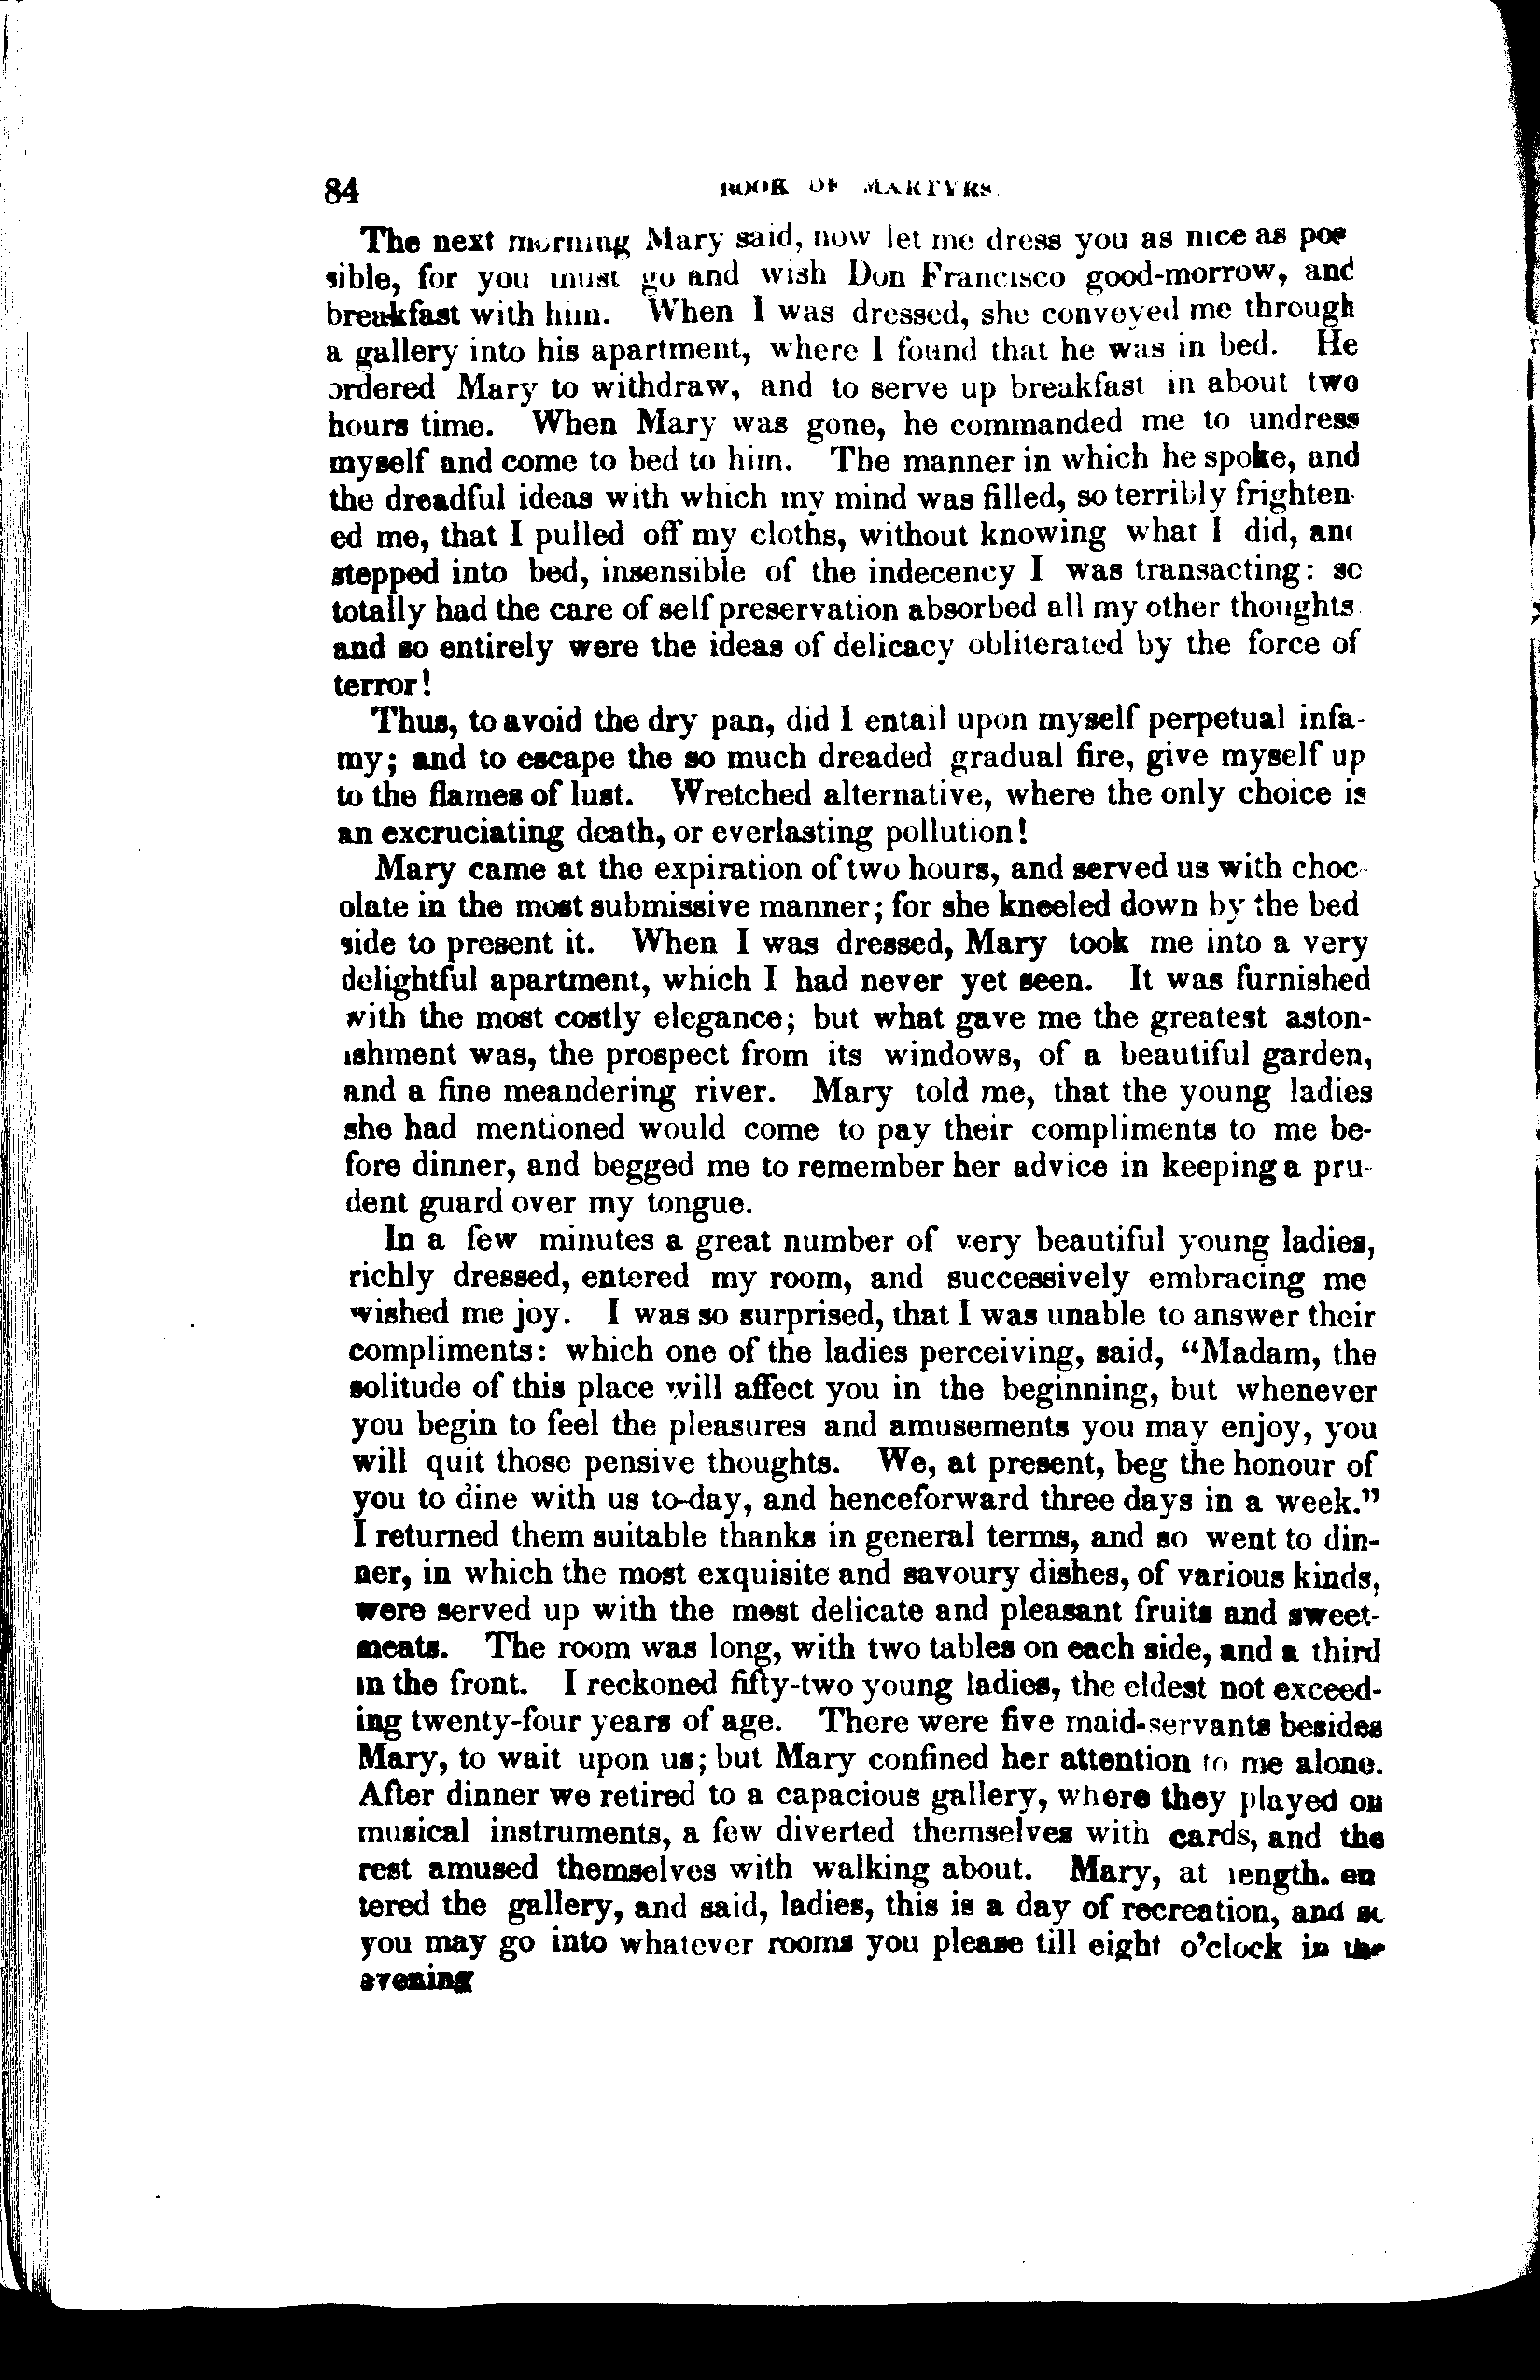 84 BOOK OF MARTYRS.
The next morning Mary said, now let me dress you as nice as pos
sible, for you must go and wish Don Francisco good-morrow, and
breakfast with him. When I was dressed, she conveyed me through
a gallery into his apartment, where I found that he was in bed. He
ordered Mary to withdraw, and to serve up breakfast in about two
hours time. When Mary was gone, he commanded me to undress
myself and come to bed to him. The manner in which he spoke, and
the dreadful ideas with which my mind was filled, so terribly frighten-
ed me, that I pulled off my cloths, without knowing what I did, and
stepped into bed, insensible of the indecency I was transacting: so
totally had the care of self preservation absorbed all my other thoughts
and so entirely were the ideas of delicacy obliterated by the force of
terror!
Thus, to avoid the dry pan, did I entail upon myself perpetual infa-
my; and to escape the so much dreaded gradual fire, give myself up
to the flames of lust. Wretched alternative, where the only choice is
an excruciating death, or everlasting pollution!
Mary came at the expiration of two hours, and served us with choc-
olate in the most submissive manner; for she kneeled down by the bed
side to present it. When I was dressed, Mary took me into a very
delightful apartment, which I had never yet seen. It was furnished
with the most costly elegance; but what gave me the greatest aston-
ishment was, the prospect from its windows, of a beautiful garden,
and a fine meandering river. Mary told me, that the young ladies
she had mentioned would come to pay their compliments to me be-
fore dinner, and begged me to remember her advice in keeping a pru-
dent guard over my tongue.
In a few minutes a great number of very beautiful young ladies,
richly dressed, entered my room, and successively embracing me
wished me joy. I was so surprised, that I was unable to answer their
compliments: which one of the ladies perceiving, said, "Madam, the
solitude of this place will affect you in the beginning, but whenever
you begin to feel the pleasures and amusements you may enjoy, you
will quit those pensive thoughts. We, at present, beg the honour of
you to dine with us to-day, and henceforward three days in a week."
I returned them suitable thanks in general terms, and so went to din-
ner, in which the most exquisite and savoury dishes, of various kinds,
were served up with the most delicate and pleasant fruits and sweet-
meats. The room was long, with two tables on each side, and a third
in the front. I reckoned fifty-two young ladies, the eldest not exceed-
ing twenty-four years of age. There were five maid-servants besides
Mary, to wait upon us; but Mary confined her attention to me alone.
After dinner we retired to a capacious gallery, where they played on
musical instruments, a few diverted themselves with cards, and the
rest amused themselves with walking about. Mary, at length, en
tered the gallery, and said, ladies, this is a day of recreation, and so
you may go into whatever rooms you please till eight o'clock in the
evening